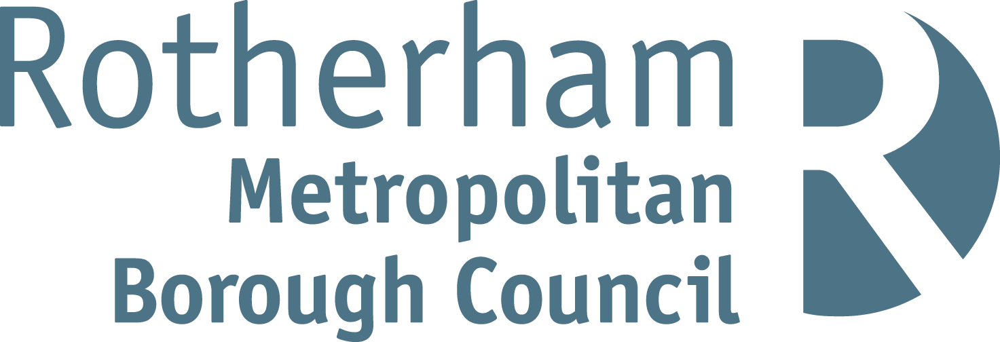 Rotherham
Metropolitan
Borough Council
R